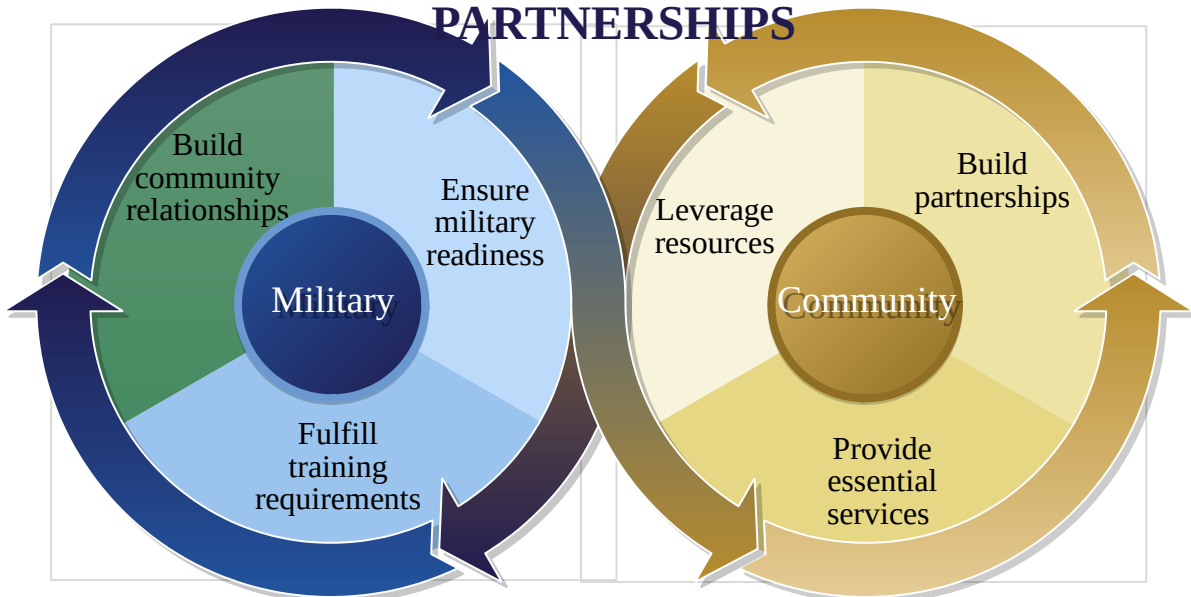 PARTNERSHIPS
Build
community
relationships
Ensure
military
readiness
Military
Fulfill
training
requirements
Leverage
resources
Build
partnerships
Community
Provide
essential
services